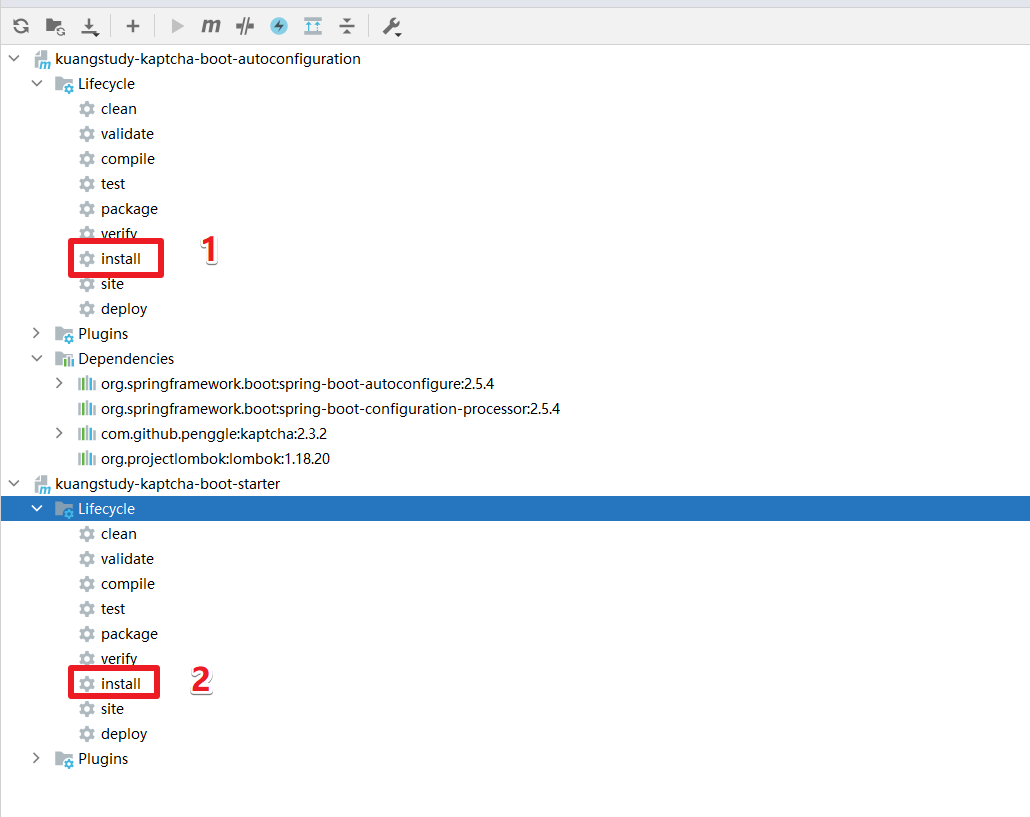 kuangstudy-kaptcha-boot-autoconfiguration
Lifecycle
clean
validate
compile
test
package
verify
install
1
site
deploy
Plugins
Dependencies
org.springframework.boot:spring-boot-autoconfigure:2.5.4
org.springframework.boot:spring-boot-configuration-processor:2.5.4
com.github.penggle:kaptcha:2.3.2
org.projectlombok:lombok:1.18.20
kuangstudy-kaptcha-boot-starter
Lifecycle
clean
validate
compile
test
package
verify
install
2
site
deploy
Plugins